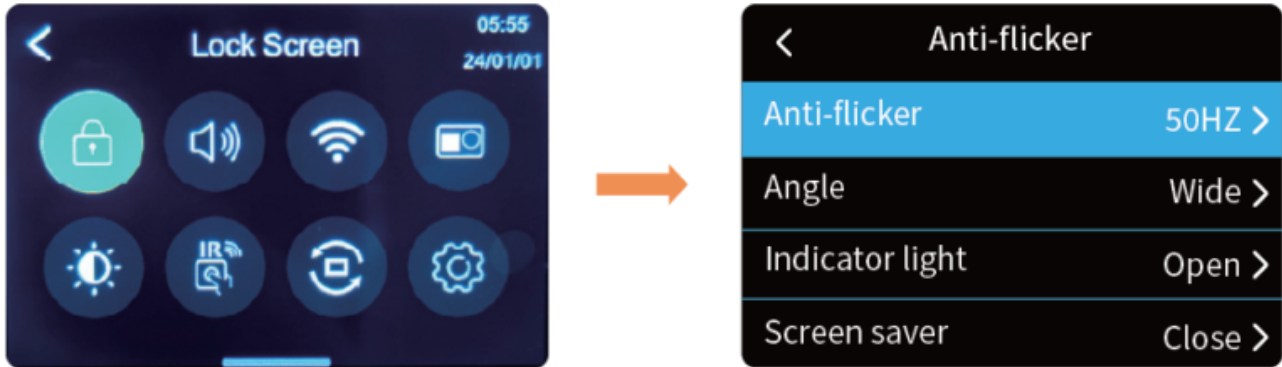 05:55
Lock Screen
24/01/01
IR
Anti-flicker
Anti-flicker 50HZ
Angle Wide
Indicator light Open
Screen saver Close